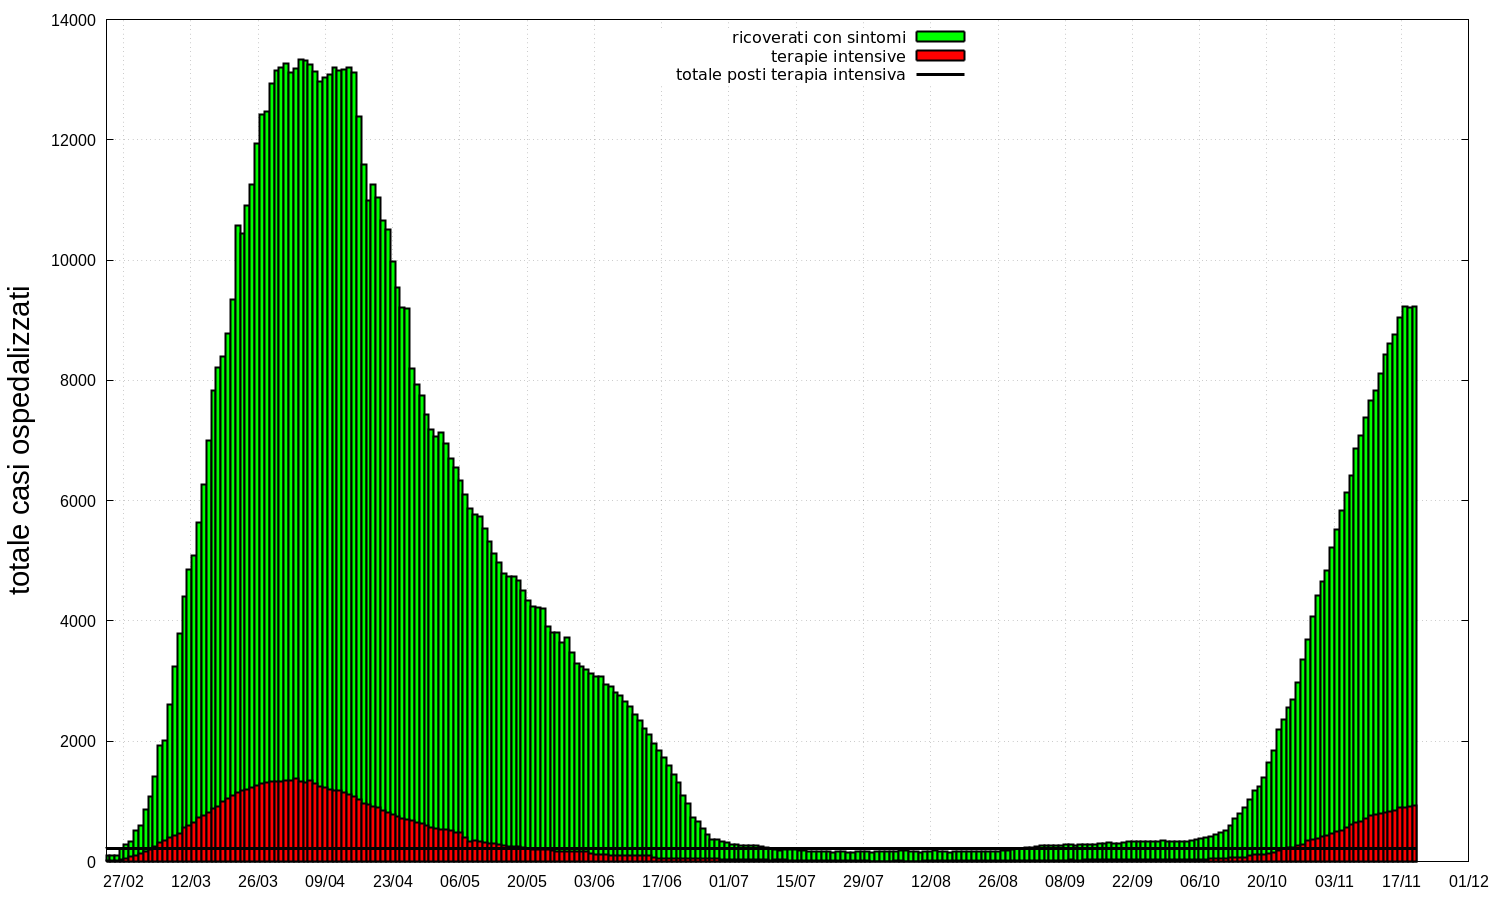 14000
12000
10000
8000
6000
4000
2000
0
totale casi ospedalizzati
ricoverati con sintomi
terapie intensive
totale posti terapia intensiva
27/02 12/03 26/03 09/04 23/04 06/05 20/05 03/06 17/06 01/07 15/07 29/07 12/08 26/08 08/09 22/09 06/10 20/10 03/11 17/11 01/12